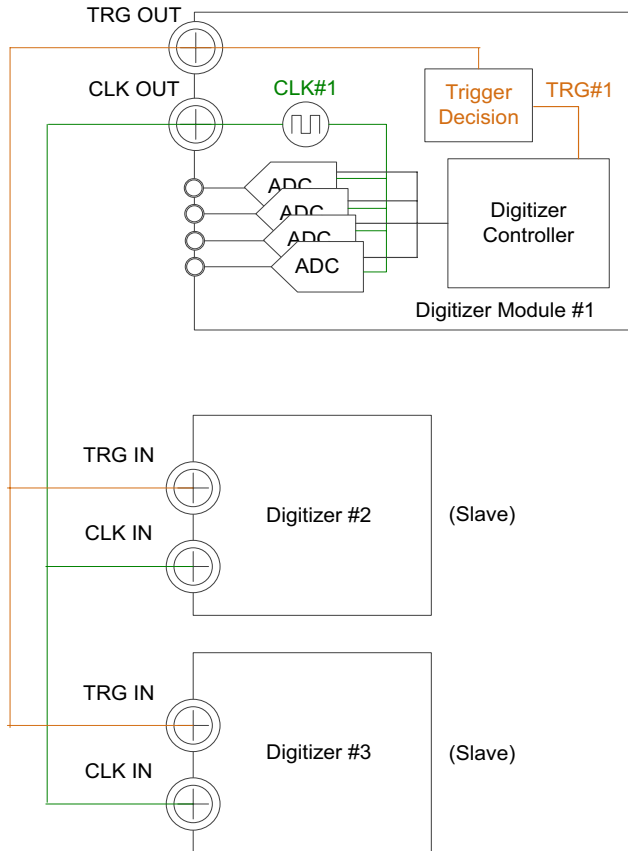 TRG OUT
CLK OUT
CLK#1
Trigger
Decision
TRG#1
ADC
ADC
ADC
ADC
Digitizer
Controller
Digitizer Module #1
TRG IN
Digitizer #2
(Slave)
CLK IN
TRG IN
Digitizer #3
(Slave)
CLK IN